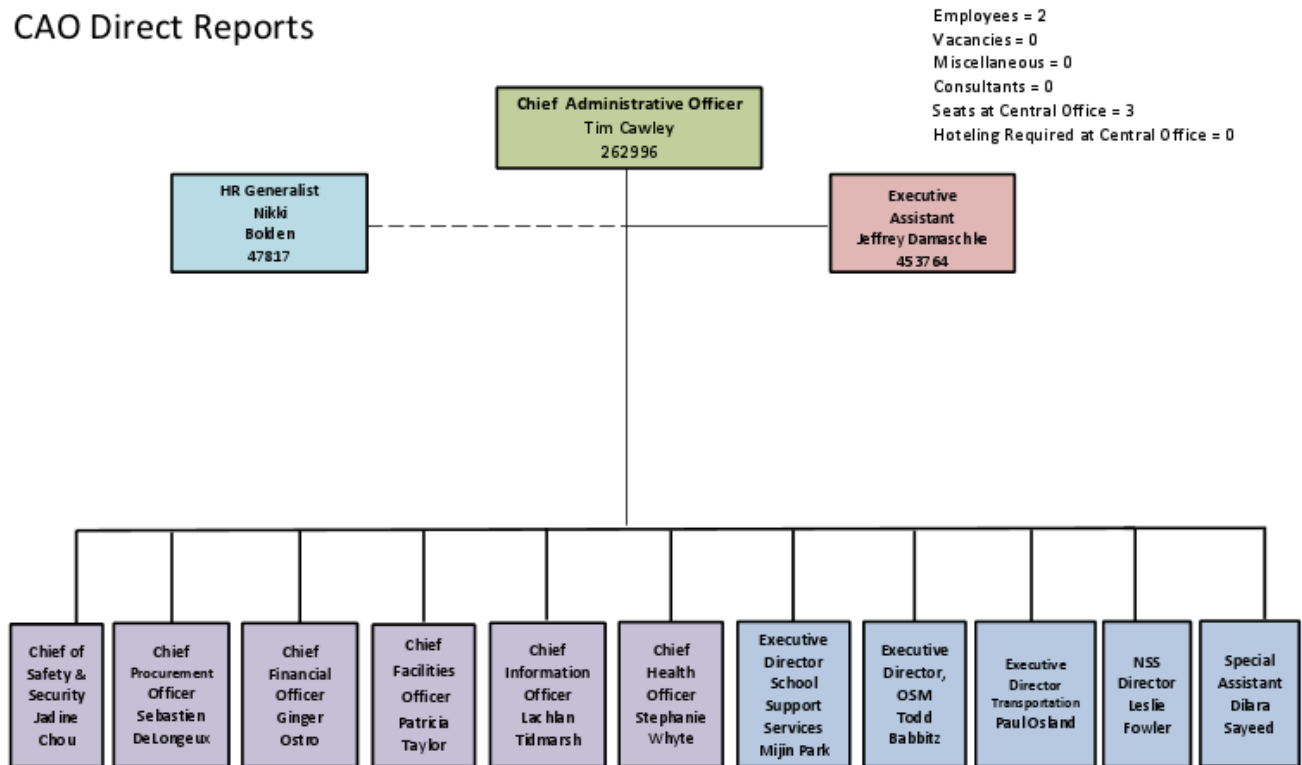 CAO Direct Reports
Employees = 2
Vacancies = 0
Miscellaneous = 0
Consultants = 0
Seats at Central Office = 3
Hoteling Required at Central Office = 0
Chief Administrative Officer
Tim Cawley
262996
HR Generalist
Nikki
Bolden
47817
Executive
Assistant
Jeffrey Damaschke
453764
Chief of
Safety &
Security
Jadine
Chou
Chief
Procurement
Officer
Sebastien
DeLongeux
Chief
Financial
Officer
Ginger
Ostro
Chief
Facilities
Officer
Patricia
Taylor
Chief
Information
Officer
Lachlan
Tidmarsh
Chief
Health
Officer
Stephanie
Whyte
Executive
Director
School
Support
Services
Mijin Park
Executive
Director,
OSM
Todd
Babbitz
Executive
Director
Transportation
Paul Osland
NSS
Director
Leslie
Fowler
Special
Assistant
Dilara
Sayeed